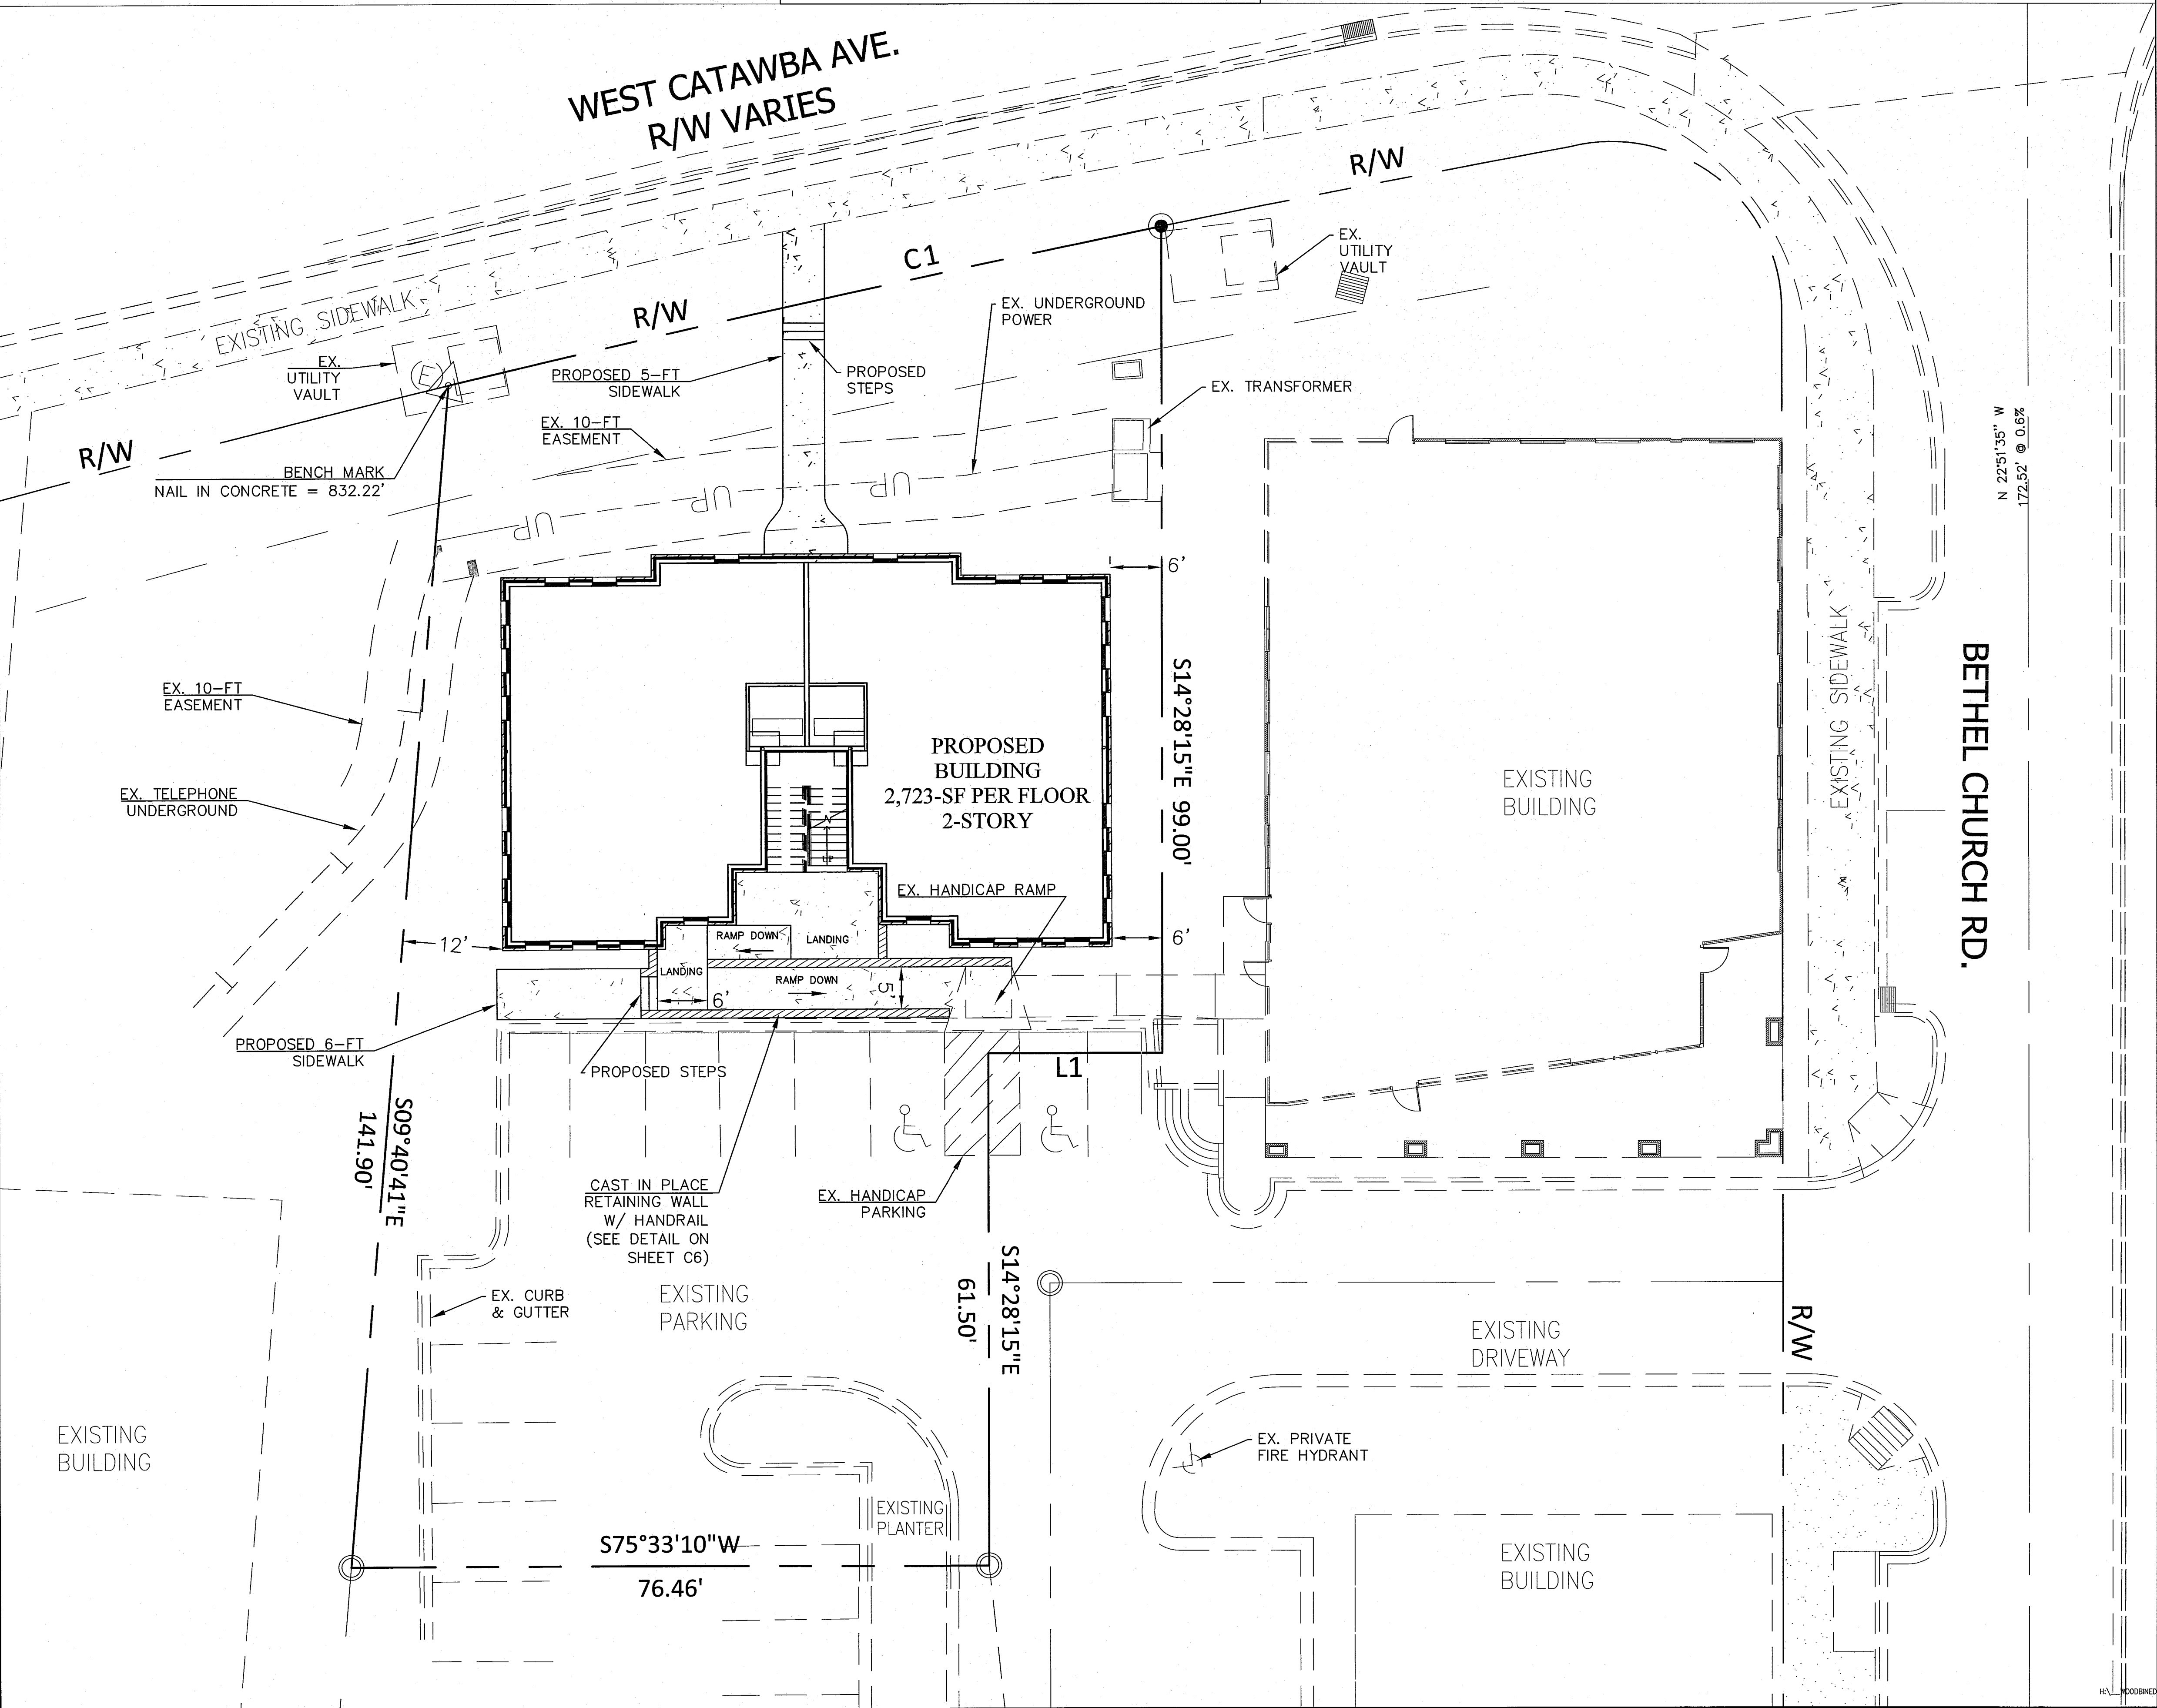 WEST CATAWBA AVE.
R/W VARIES
R/W
C1
R/W
R/W
EX.
UTILITY
VAULT
EX. UNDERGROUND
POWER
EXISTING SIDEWALK
EX.
UTILITY
VAULT
E
PROPOSED 5-FT
SIDEWALK
PROPOSED
STEPS
EX. TRANSFORMER
EX. 10-FT
EASEMENT
BENCH MARK
NAIL IN CONCRETE = 832.22'
UP
UP
UP
N 22°51'35" W
172.52' @ 0.6%
6'
EX. 10-FT
EASEMENT
EX. TELEPHONE
UNDERGROUND
T
T
T
PROPOSED
BUILDING
2,723-SF PER FLOOR
2-STORY
UP
S14°28'15"E 99.00'
EXISTING
BUILDING
EXISTING SIDEWALK
BETHEL CHURCH RD.
EX. HANDICAP RAMP
RAMP DOWN
LANDING
12'
6'
LANDING
RAMP DOWN
6'
5'
PROPOSED 6-FT
SIDEWALK
PROPOSED STEPS
L1
S09°40'41"E
141.90'
CAST IN PLACE
RETAINING WALL
W/ HANDRAIL
(SEE DETAIL ON
SHEET C6)
EX. HANDICAP
PARKING
EX. CURB
& GUTTER
EXISTING
PARKING
S14°28'15"E
61.50'
EXISTING
DRIVEWAY
R/W
EXISTING
BUILDING
EX. PRIVATE
FIRE HYDRANT
EXISTING
PLANTER
S75°33'10"W
76.46'
EXISTING
BUILDING